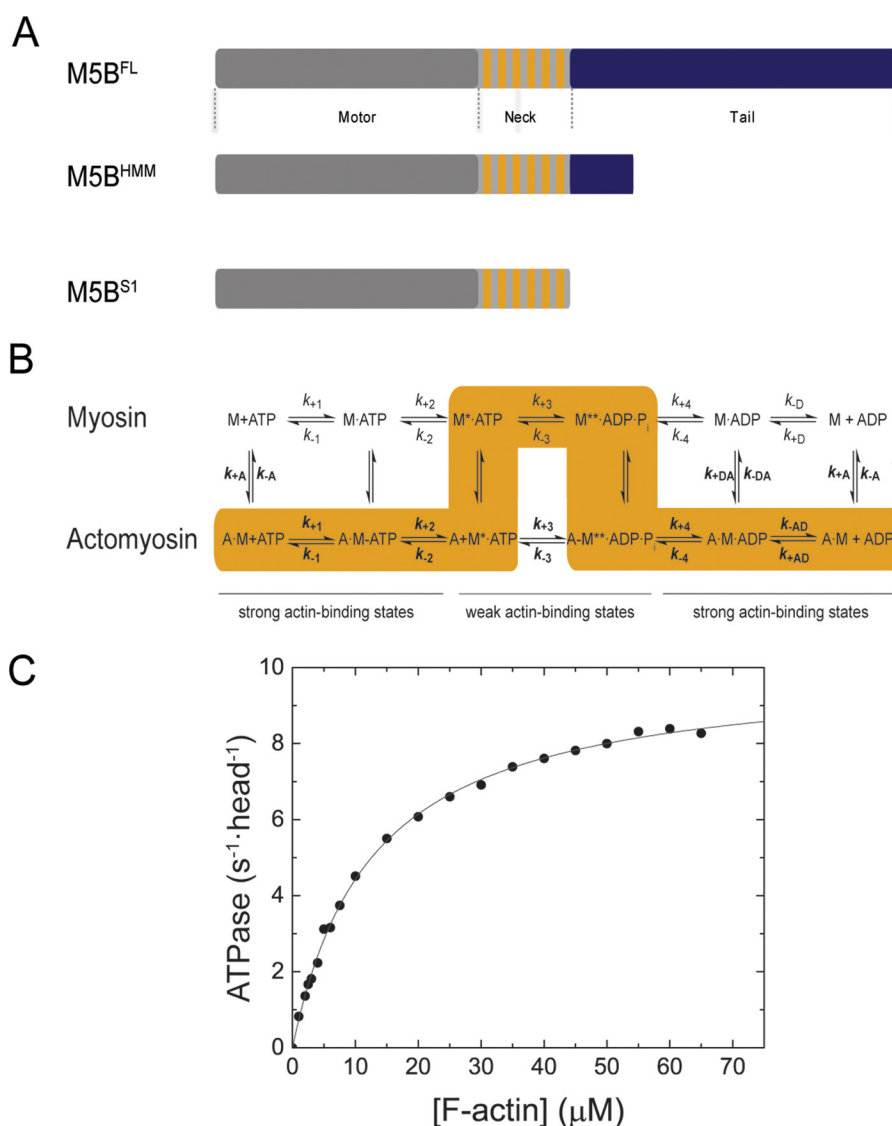 A
M5B^FL
Motor Neck Tail
M5B^HMM
M5B^S1
B
Myosin
M+ATP k+1 k-1 M·ATP k+2 k-2 M*·ATP k+3 k-3 M**·ADP·Pi k+4 k-4 M·ADP k-D k+D M + ADP
k+A k-A k+DA k-DA k+A k-A
Actomyosin
A·M+ATP k+1 k-1 A·M-ATP k+2 k-2 A+M*·ATP k+3 k-3 A-M**·ADP·Pi k+4 k-4 A·M·ADP k-AD k+AD A·M + ADP
strong actin-binding states weak actin-binding states strong actin-binding states
C
10
8
6
4
2
0
ATPase (s⁻¹·head⁻¹)
0 10 20 30 40 50 60 70
[F-actin] (μM)